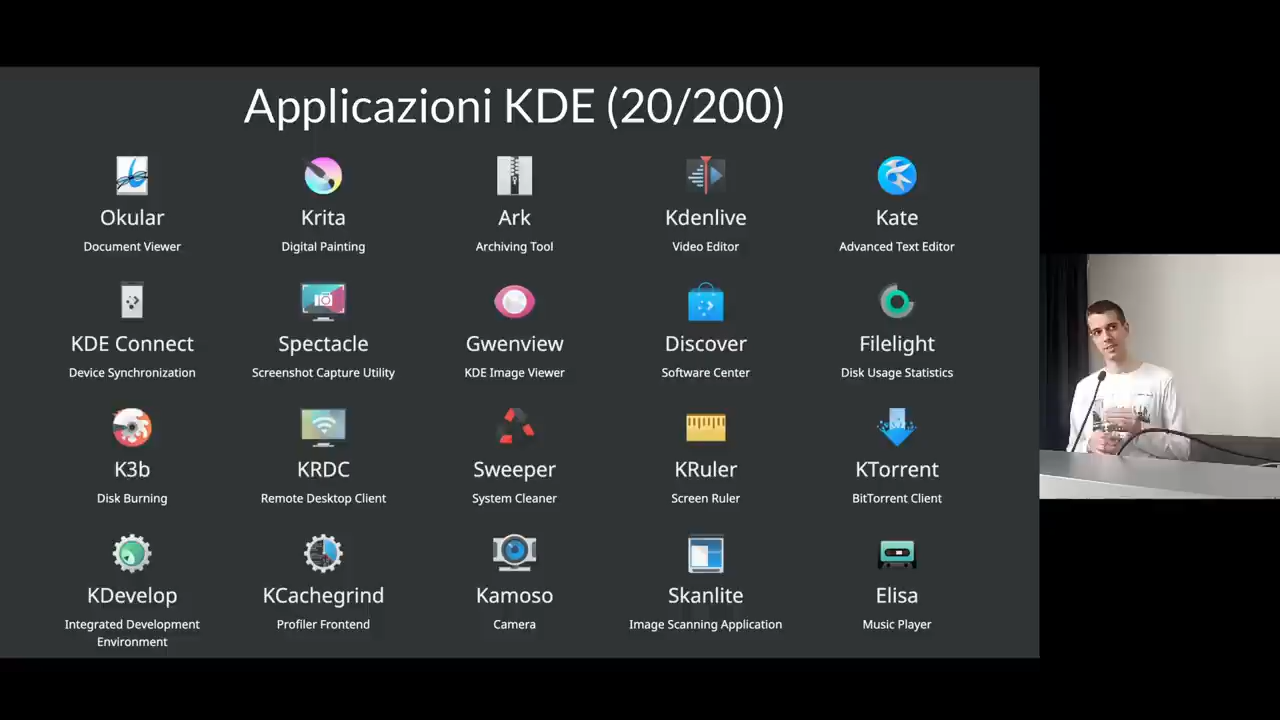 Applicazioni KDE (20/200)
Okular
Document Viewer
Krita
Digital Painting
Ark
Archiving Tool
Kdenlive
Video Editor
Kate
Advanced Text Editor
KDE Connect
Device Synchronization
Spectacle
Screenshot Capture Utility
Gwenview
KDE Image Viewer
Discover
Software Center
Filelight
Disk Usage Statistics
K3b
Disk Burning
KRDC
Remote Desktop Client
Sweeper
System Cleaner
KRuler
Screen Ruler
KTorrent
BitTorrent Client
KDevelop
Integrated Development
Environment
KCachegrind
Profiler Frontend
Kamoso
Camera
Skanlite
Image Scanning Application
Elisa
Music Player